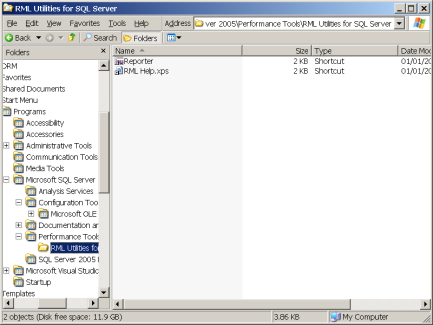 RML Utilities for SQL Server
File Edit View Favorites Tools Help Address ver 2005\Performance Tools\RML Utilities for SQL Server
Back Search Folders
Folders
Name Size Type Date Mod
Reporter 2 KB Shortcut 01/01/20
RML Help.xps 2 KB Shortcut 01/01/20
DRM
Favorites
Shared Documents
Start Menu
Programs
Accessibility
Accessories
Administrative Tools
Communication Tools
Media Tools
Microsoft SQL Server
Analysis Services
Configuration Too
Microsoft OLE
Documentation ar
Performance Tools
RML Utilities fo
SQL Server 2005 I
Microsoft Visual Studio
Startup
Templates
2 objects (Disk free space: 11.9 GB) 3.86 KB My Computer